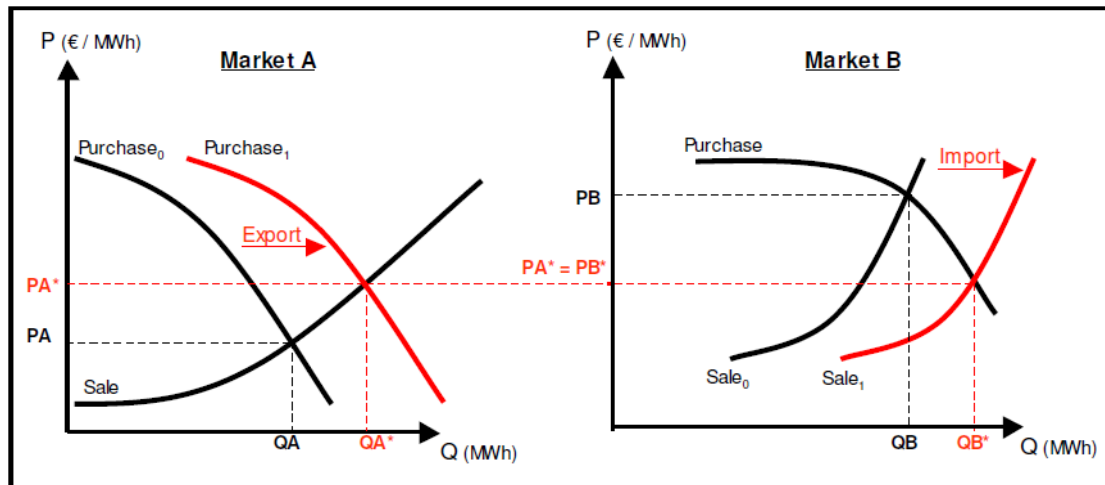 P (€ / MWh)
Market A
Purchase₀
Purchase₁
Export
PA*
PA
Sale
QA
QA*
Q (MWh)
P (€ / MWh)
Market B
Purchase
Import
PB
PA* = PB*
Sale₀
Sale₁
QB
QB*
Q (MWh)